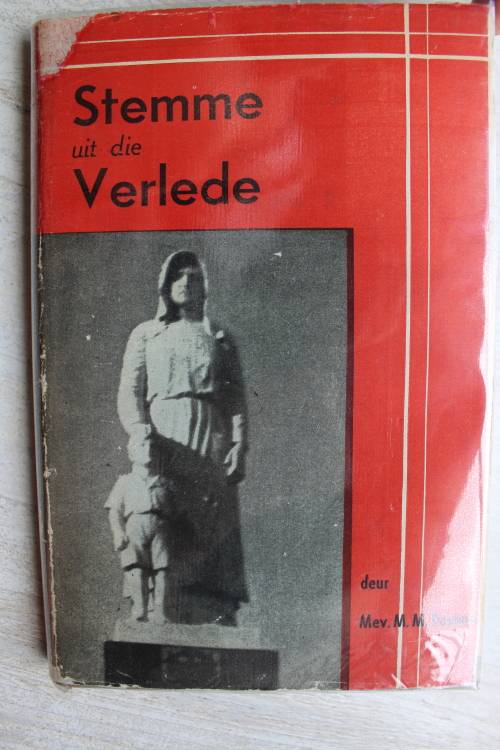 Stemme
uit die
Verlede
deur
Mev. M. M.